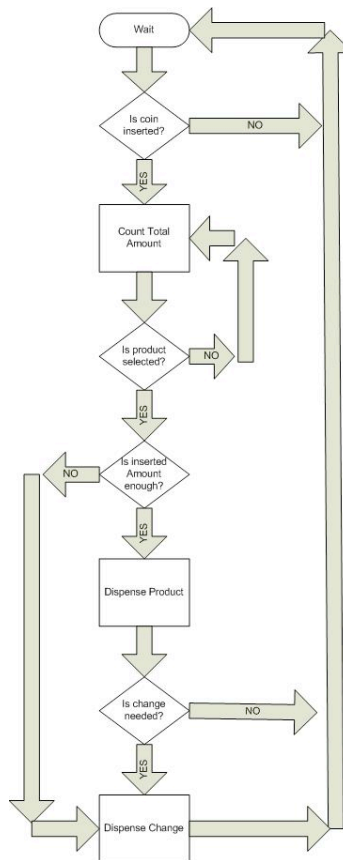 Wait
Is coin
inserted?
NO
YES
Count Total
Amount
Is product
selected?
NO
YES
Is inserted
Amount
enough?
NO
YES
Dispense Product
Is change
needed?
NO
YES
Dispense Change